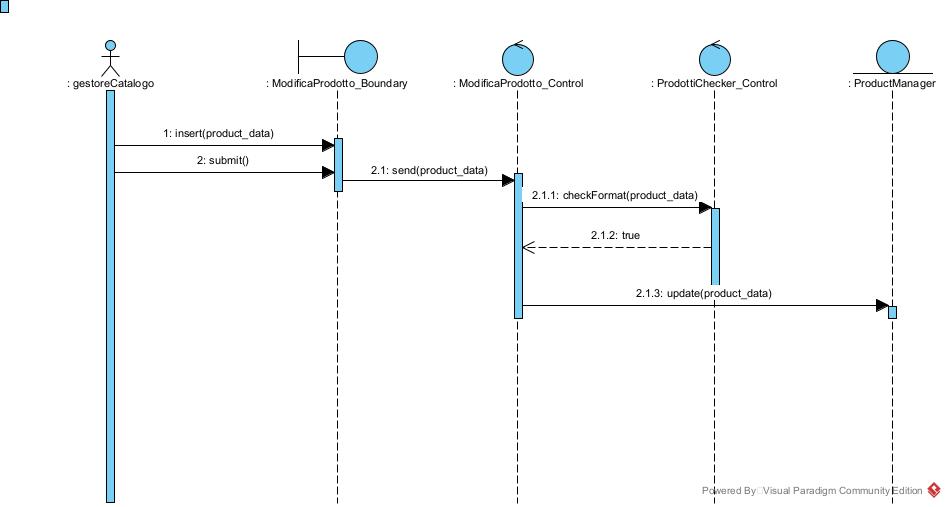 : gestoreCatalogo
: ModificaProdotto_Boundary
: ModificaProdotto_Control
: ProdottiChecker_Control
: ProductManager
1: insert(product_data)
2: submit()
2.1: send(product_data)
2.1.1: checkFormat(product_data)
2.1.2: true
2.1.3: update(product_data)
Powered By Visual Paradigm Community Edition